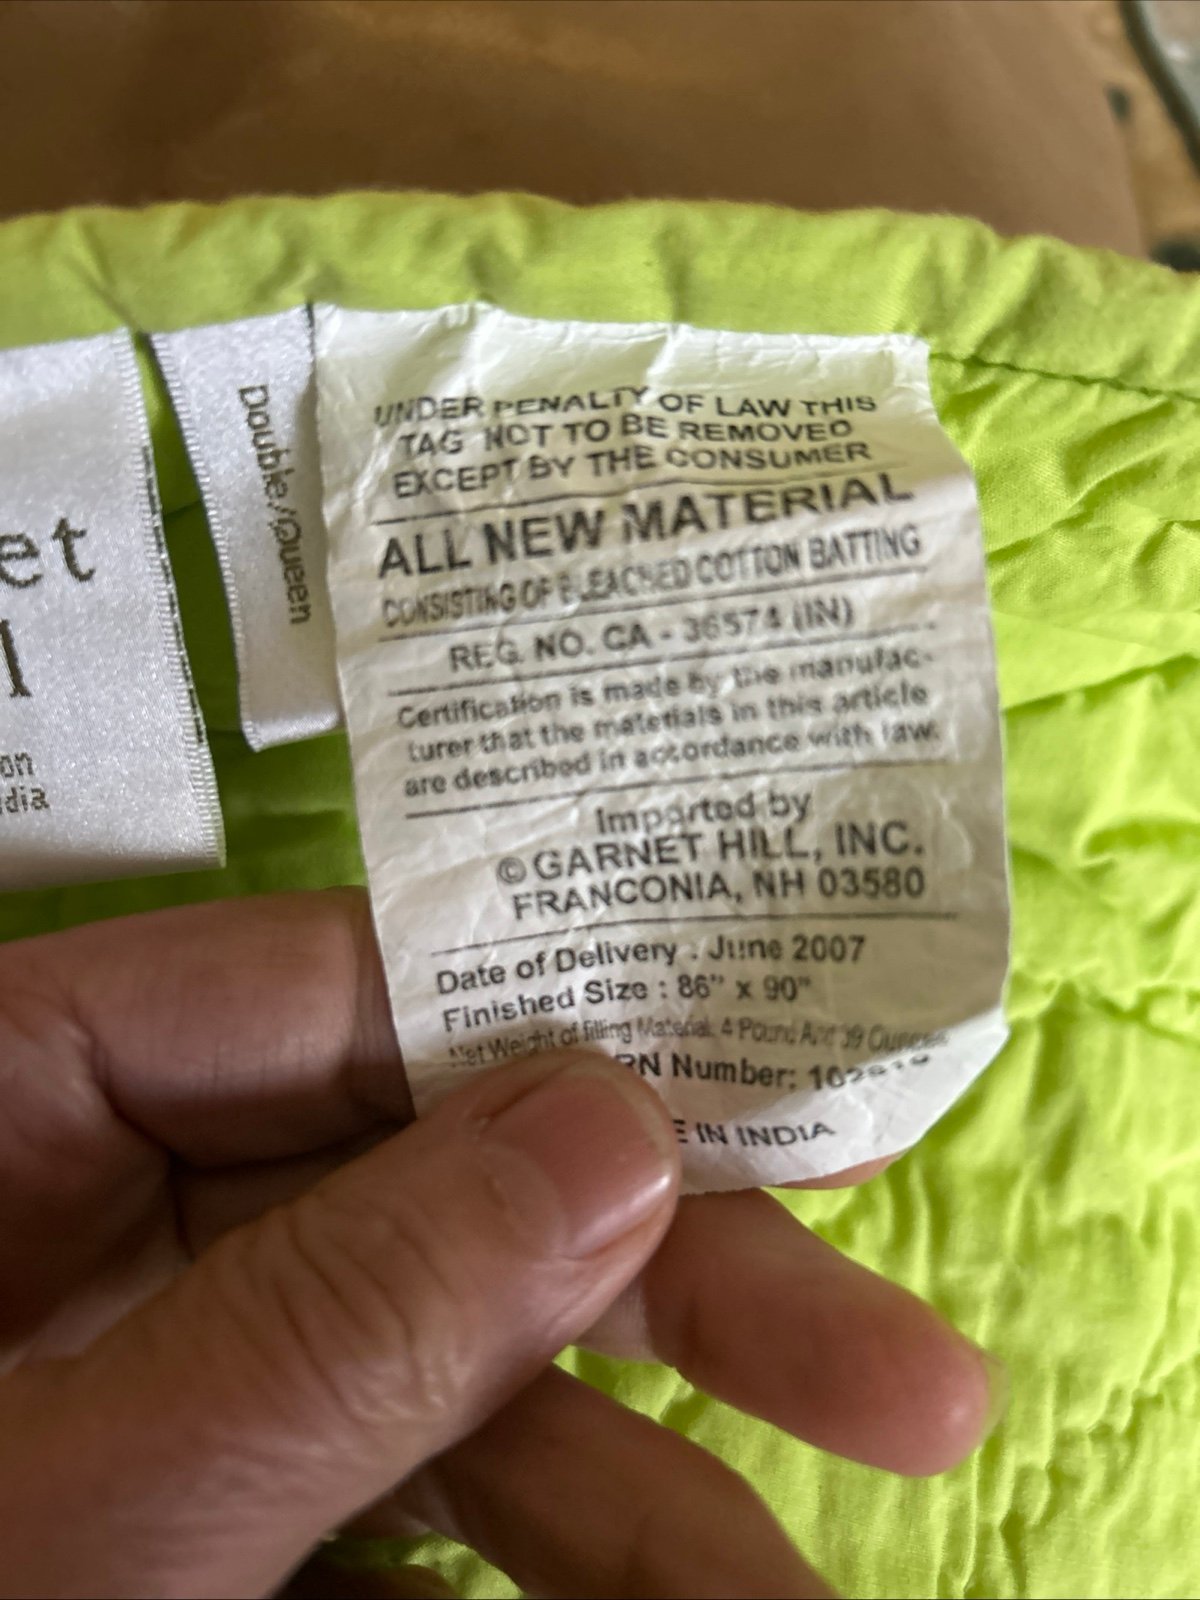 et
l
on
dia
Double/Queen
UNDER PENALTY OF LAW THIS
TAG NOT TO BE REMOVED
EXCEPT BY THE CONSUMER
ALL NEW MATERIAL
CONSISTING OF BLEACHED COTTON BATTING
REG. NO. CA - 36574 (IN)
Certification is made by the manufac-
turer that the materials in this article
are described in accordance with law.
Imported by
©GARNET HILL, INC.
FRANCONIA, NH 03580
Date of Delivery : June 2007
Finished Size : 86" x 90"
Net Weight of filling Material: 4 Pound And Ounces
RN Number:
E IN INDIA